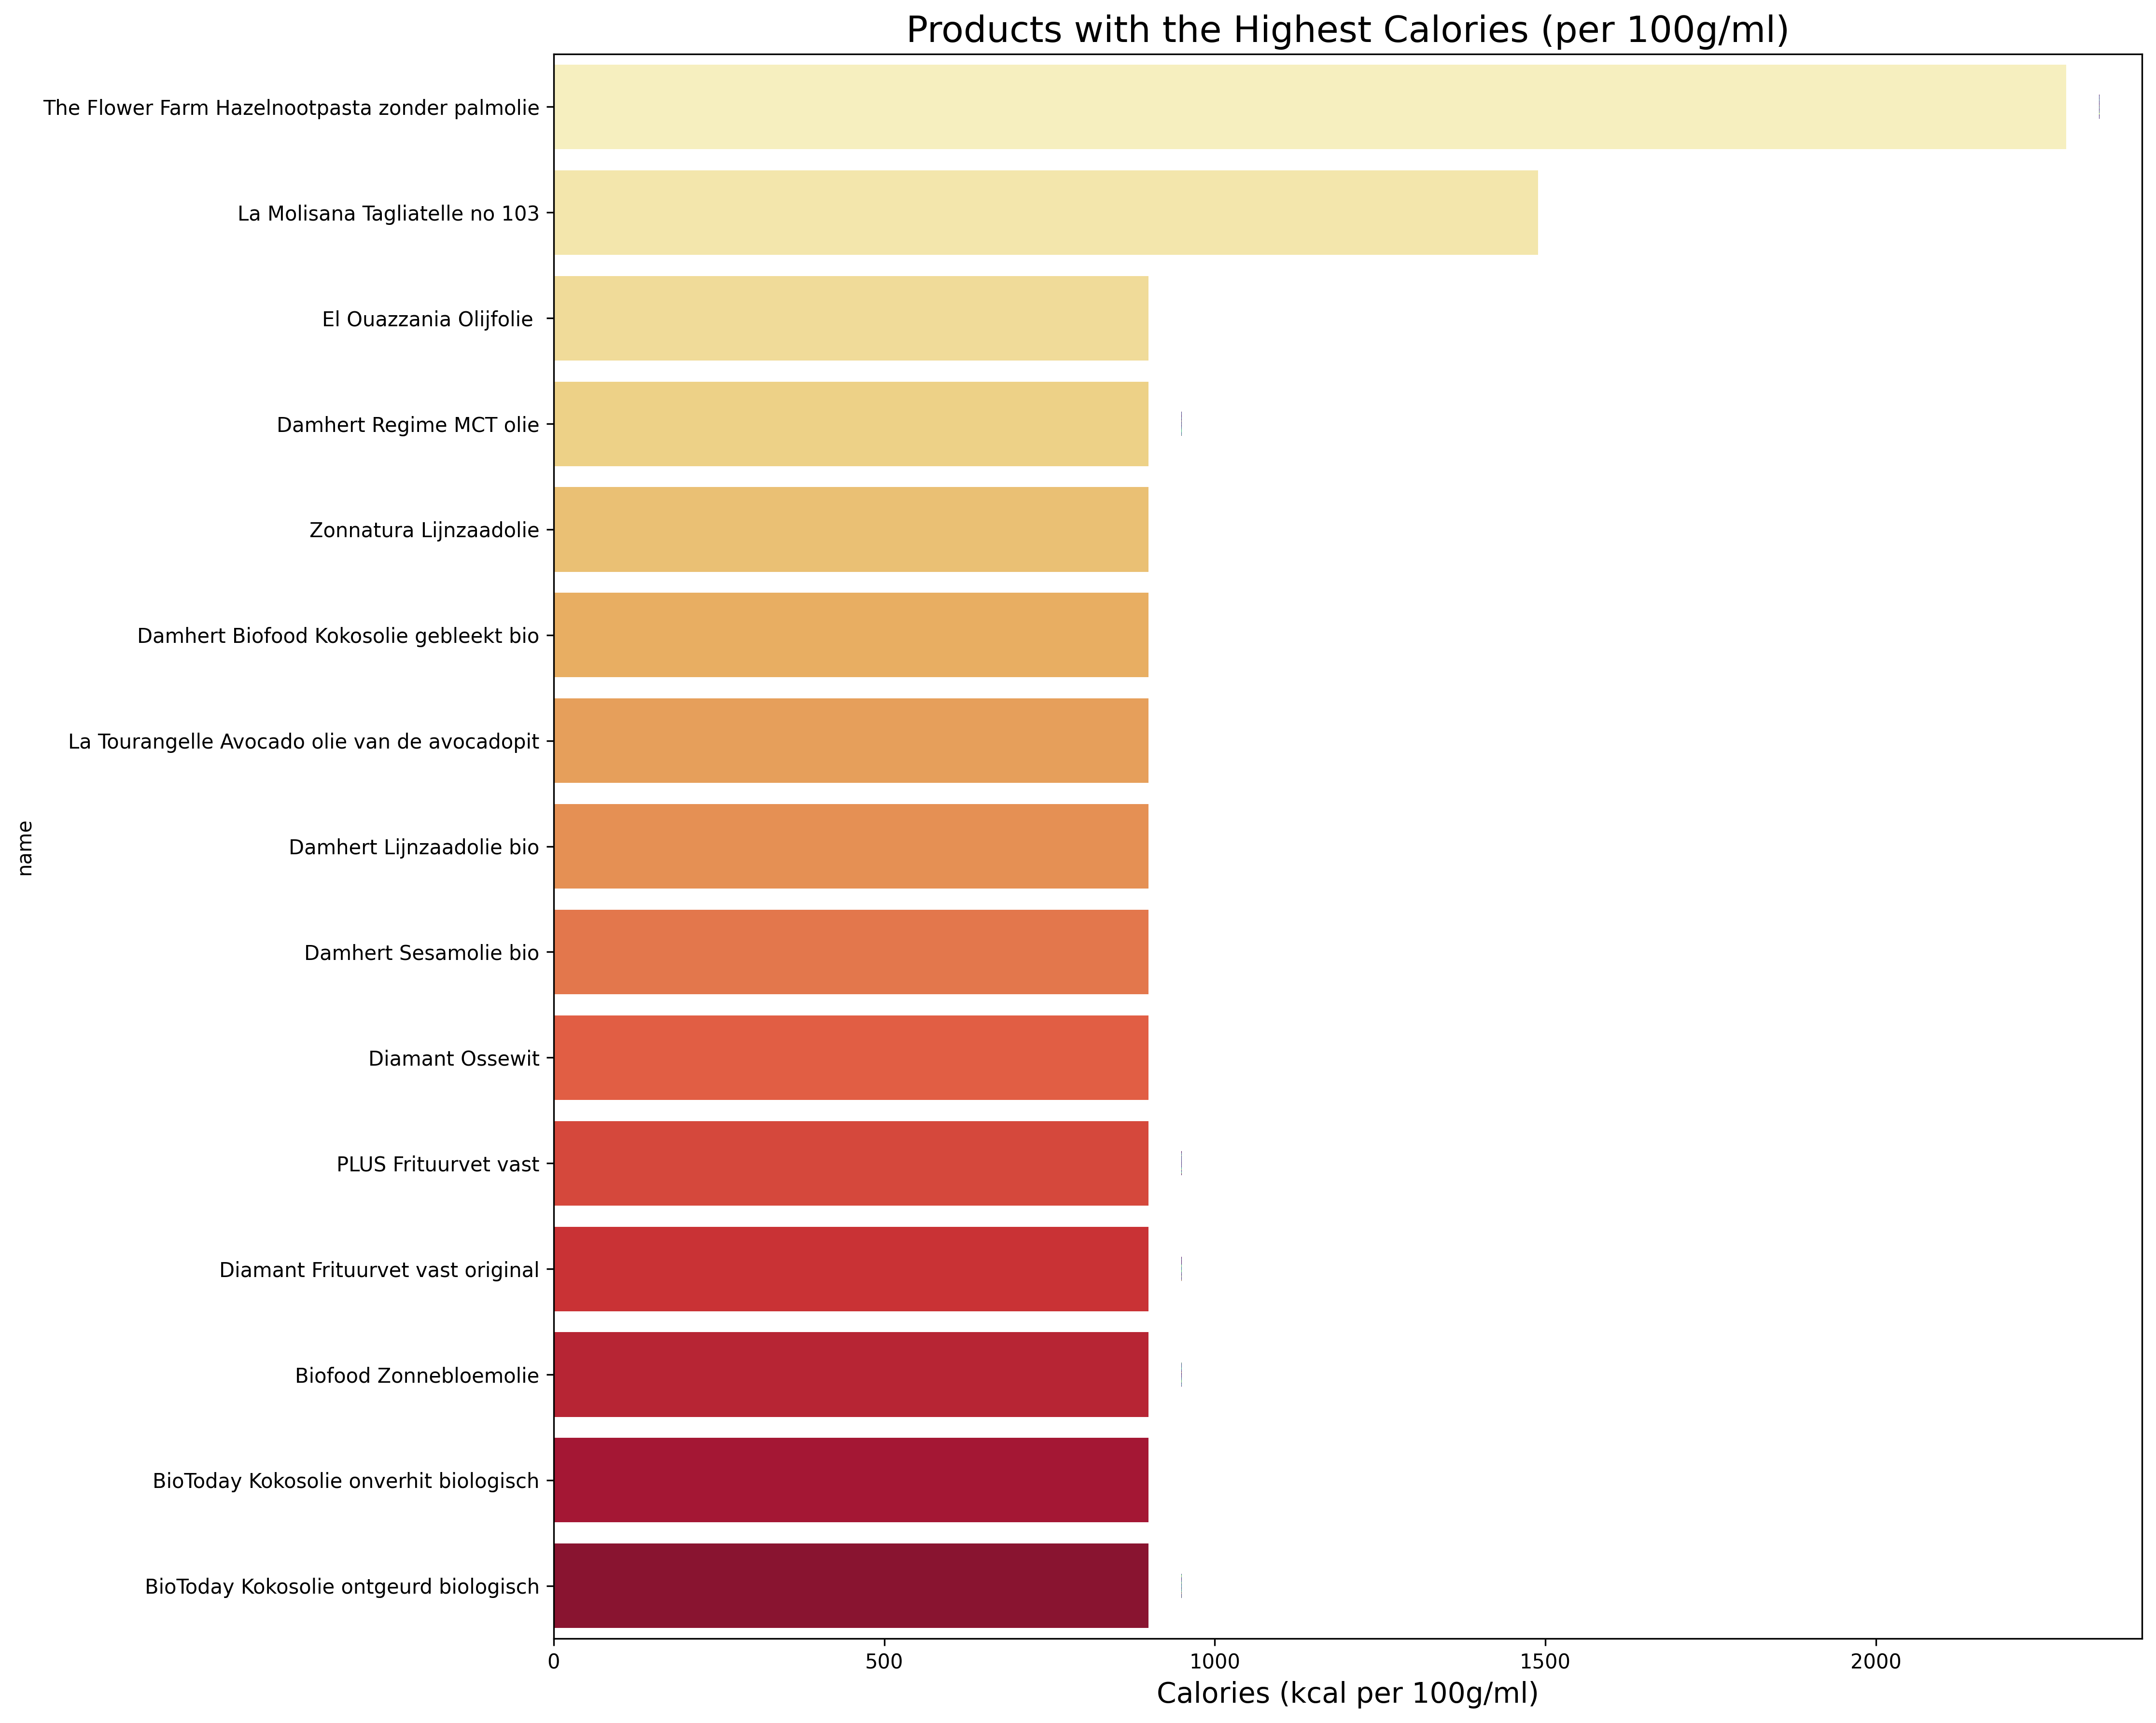 Products with the Highest Calories (per 100g/ml)
The Flower Farm Hazelnootpasta zonder palmolie
La Molisana Tagliatelle no 103
El Ouazzania Olijfolie
Damhert Regime MCT olie
Zonnatura Lijnzaadolie
Damhert Biofood Kokosolie gebleekt bio
La Tourangelle Avocado olie van de avocadopit
Damhert Lijnzaadolie bio
name
Damhert Sesamolie bio
Diamant Ossewit
PLUS Frituurvet vast
Diamant Frituurvet vast original
Biofood Zonnebloemolie
BioToday Kokosolie onverhit biologisch
BioToday Kokosolie ontgeurd biologisch
0 500 1000 1500 2000
Calories (kcal per 100g/ml)